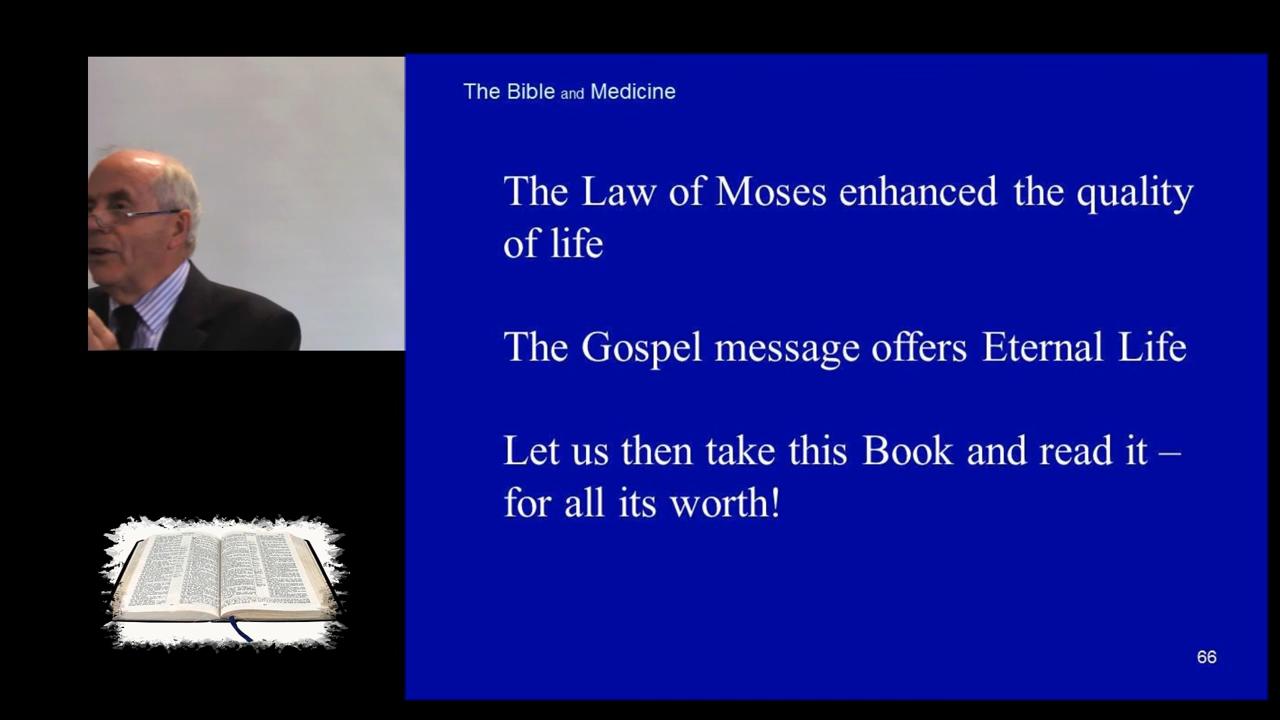 The Bible and Medicine
The Law of Moses enhanced the quality
of life
The Gospel message offers Eternal Life
Let us then take this Book and read it –
for all its worth!
66